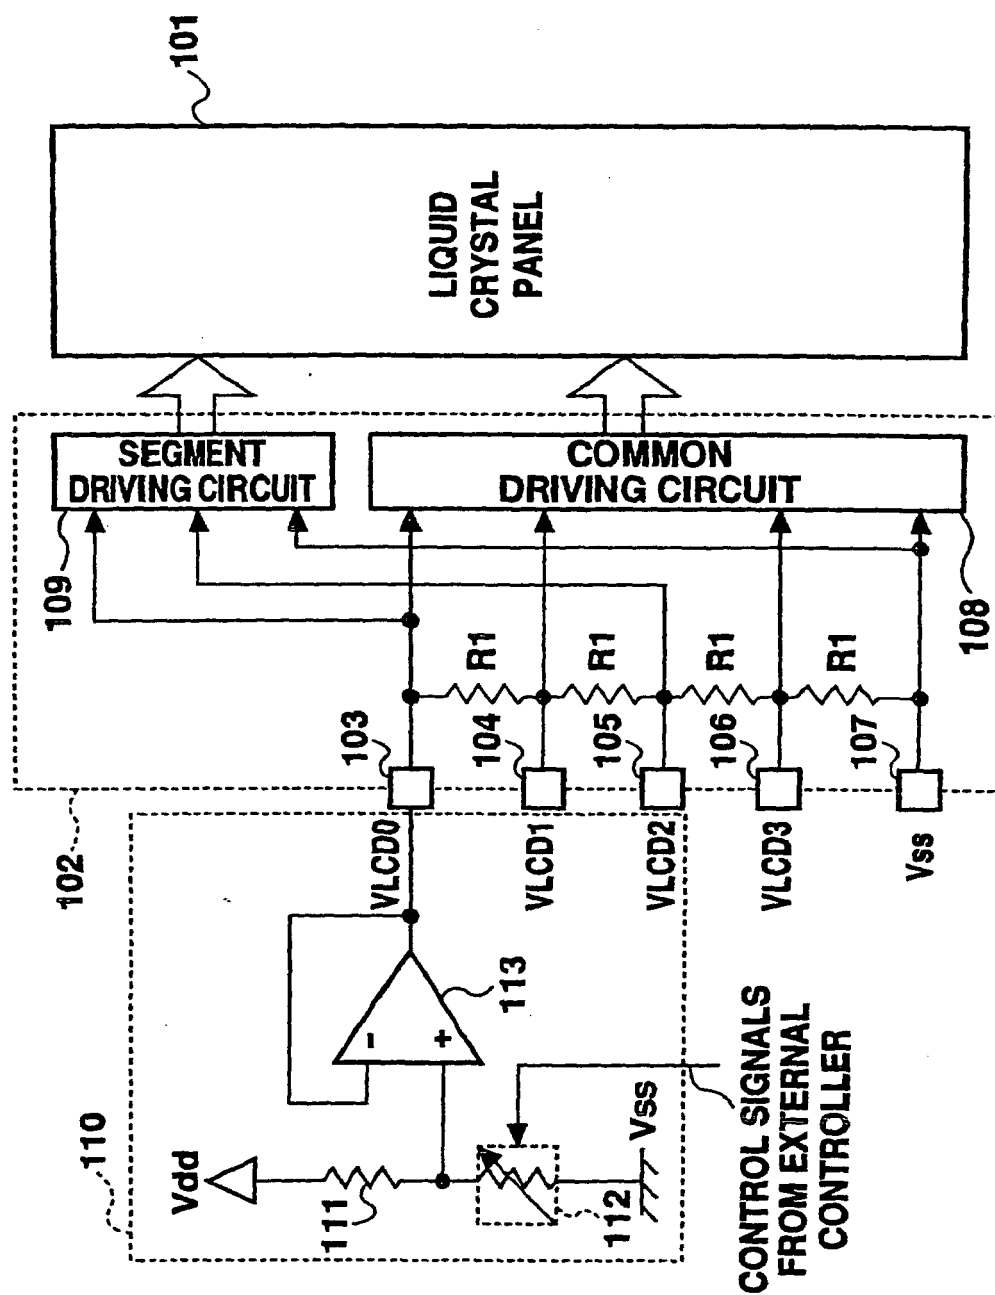 101
LIQUID
CRYSTAL
PANEL
SEGMENT
DRIVING CIRCUIT
COMMON
DRIVING CIRCUIT
109
108
R1
R1
R1
R1
103
104
105
106
107
102
VLCD0
VLCD1
VLCD2
VLCD3
Vss
110
113
-
+
Vdd
111
112
Vss
CONTROL SIGNALS
FROM EXTERNAL
CONTROLLER